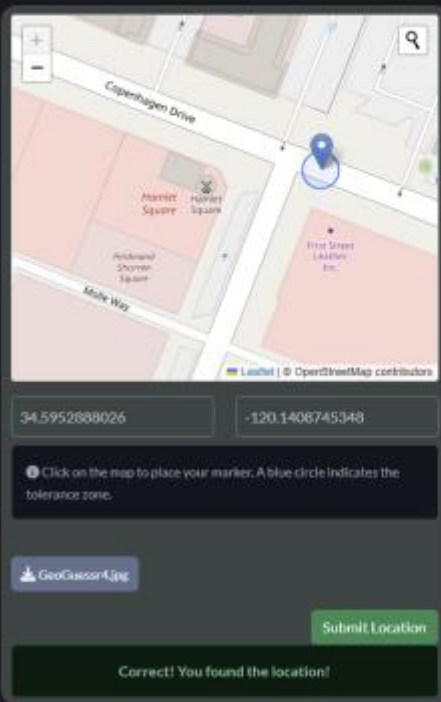 +
−
Copenhagen Drive
Hamlet
Square
Hamlet
Square
First Street
Leather
Inc.
Ferdinand
Sharrer
Square
Molle Way
Leaflet | © OpenStreetMap contributors
34.5952888026
-120.1408745348
Click on the map to place your marker. A blue circle indicates the
tolerance zone.
GeoGuessr4.jpg
Submit Location
Correct! You found the location!